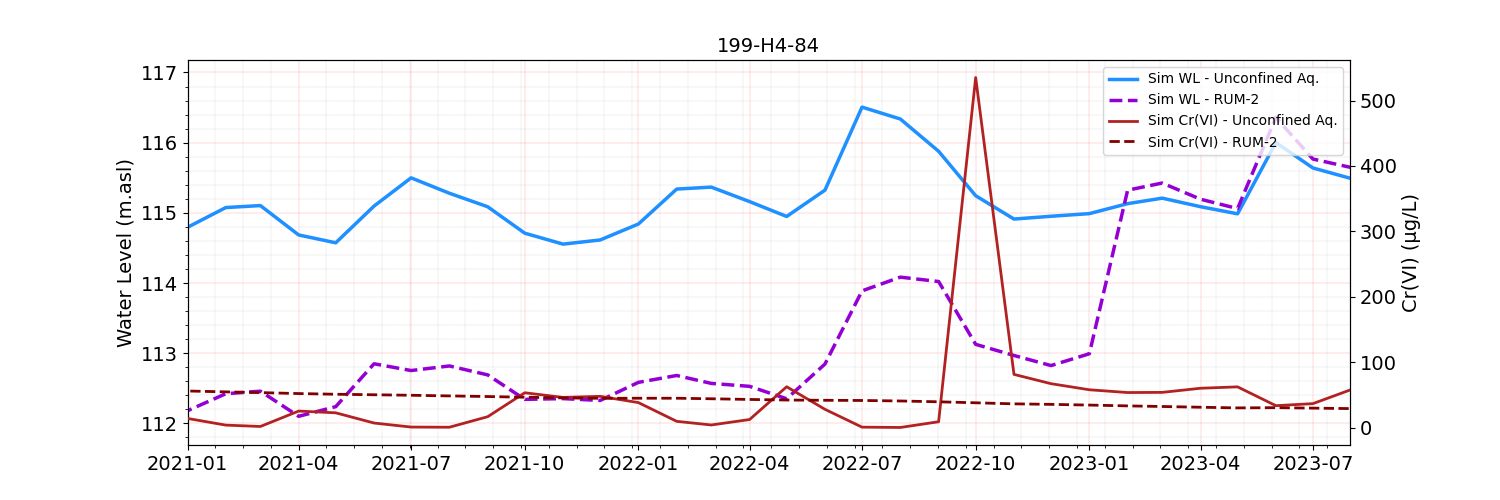 199-H4-84
Water Level (m.asl)
117
116
115
114
113
112
Sim WL - Unconfined Aq.
Sim WL - RUM-2
Sim Cr(VI) - Unconfined Aq.
Sim Cr(VI) - RUM-2
500
400
300
200
100
0
Cr(VI) (μg/L)
2021-01 2021-04 2021-07 2021-10 2022-01 2022-04 2022-07 2022-10 2023-01 2023-04 2023-07